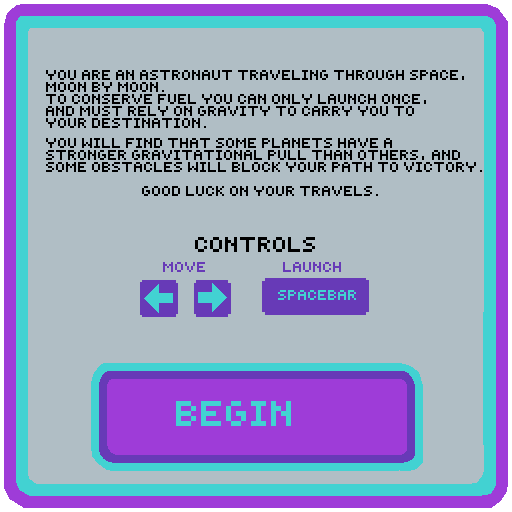 YOU ARE AN ASTRONAUT TRAVELING THROUGH SPACE,
MOON BY MOON.
TO CONSERVE FUEL YOU CAN ONLY LAUNCH ONCE,
AND MUST RELY ON GRAVITY TO CARRY YOU TO
YOUR DESTINATION.
YOU WILL FIND THAT SOME PLANETS HAVE A
STRONGER GRAVITATIONAL PULL THAN OTHERS, AND
SOME OBSTACLES WILL BLOCK YOUR PATH TO VICTORY.
GOOD LUCK ON YOUR TRAVELS.
CONTROLS
MOVE LAUNCH
SPACEBAR
BEGIN